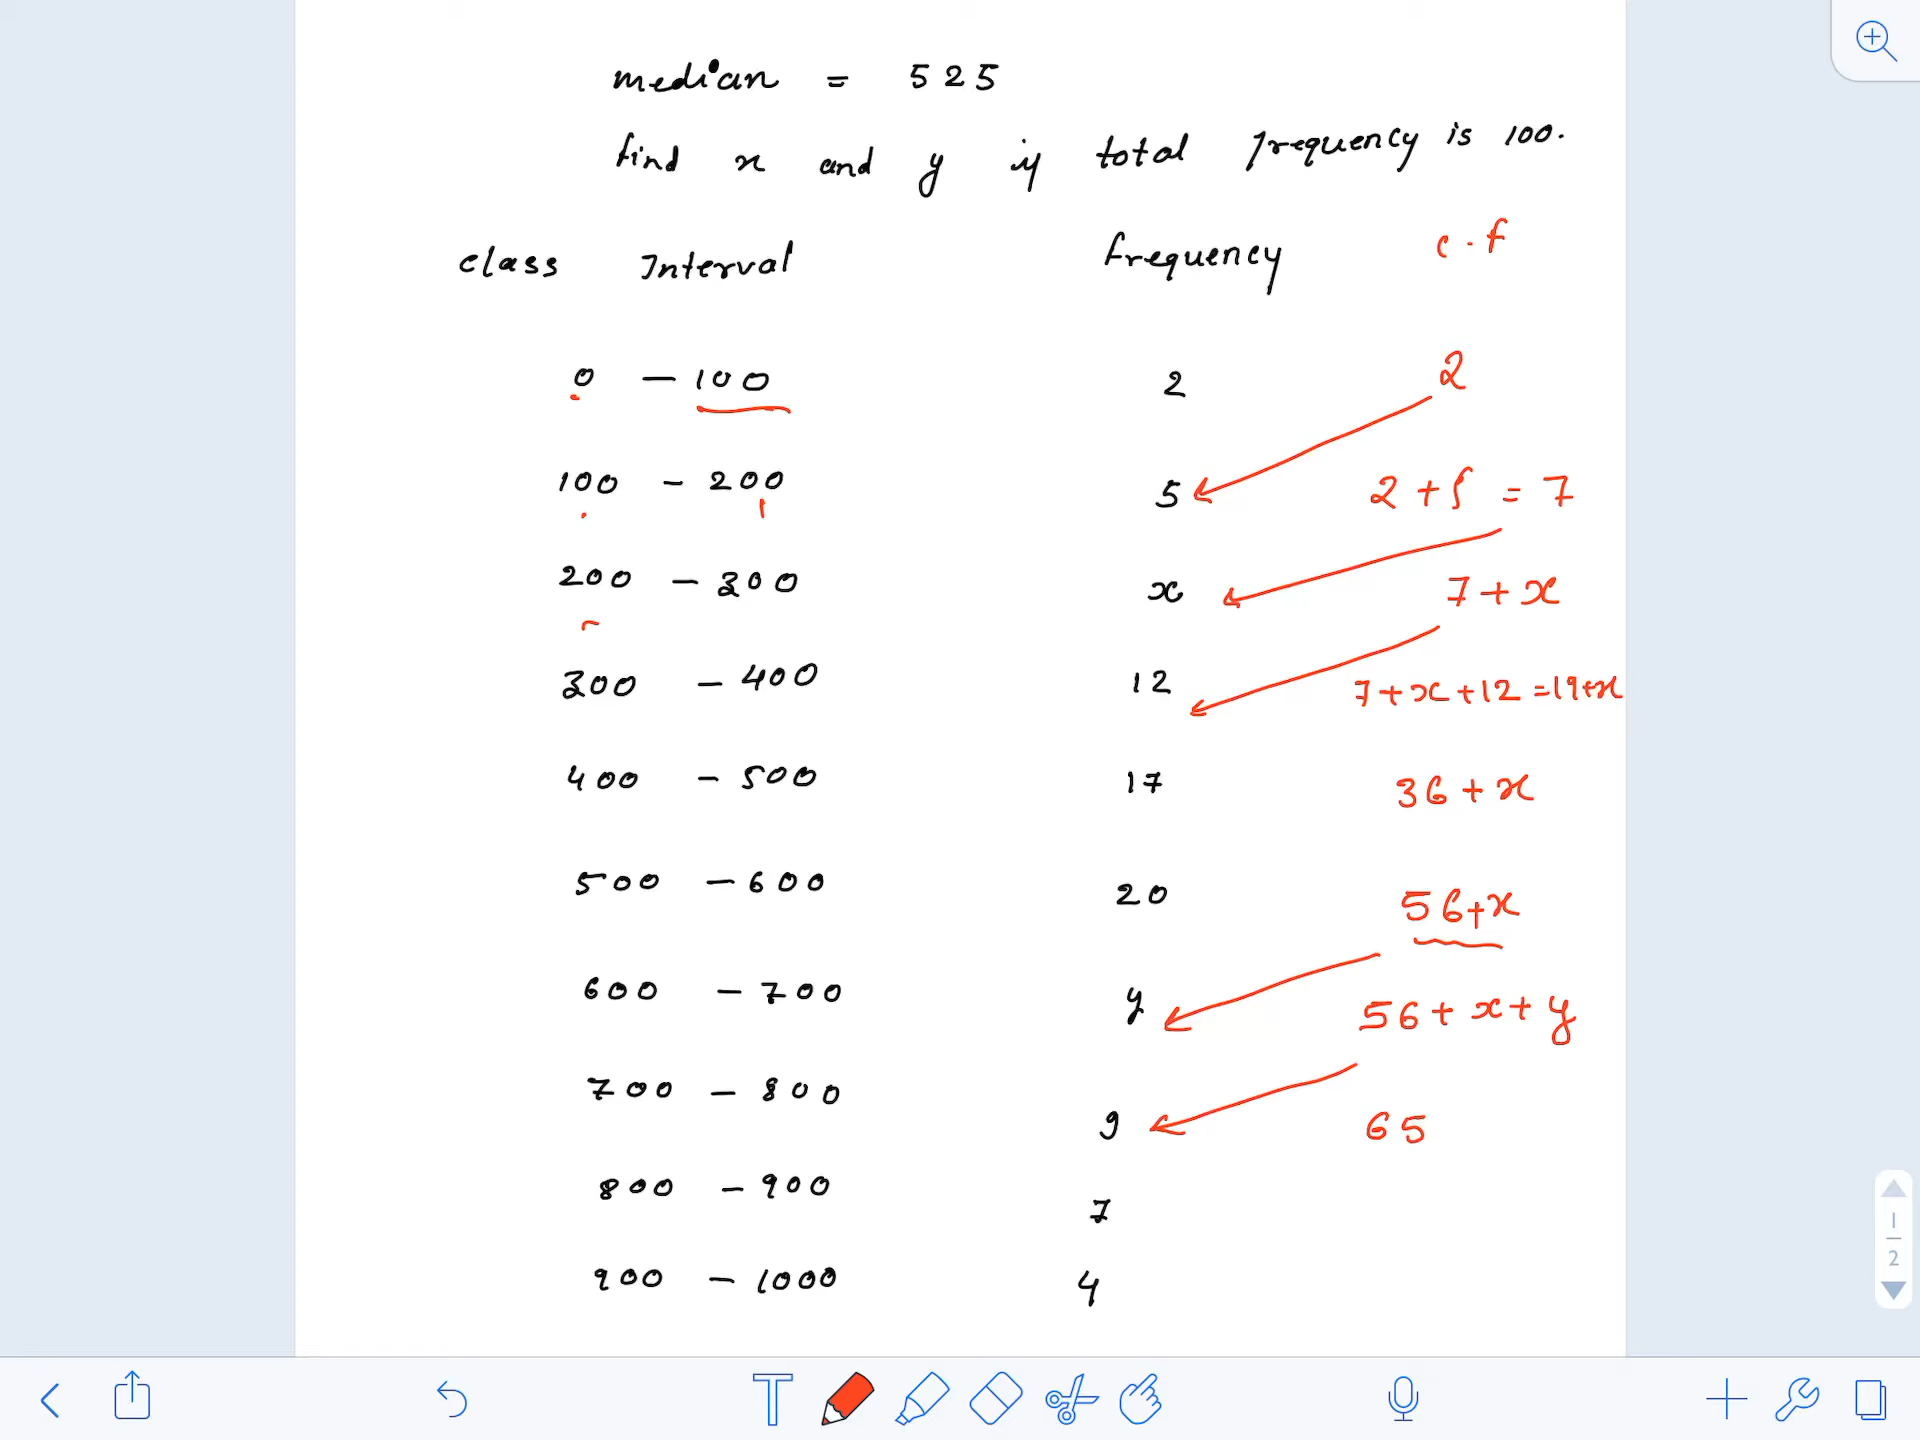 median = 525
find x and y if total frequency is 100.
class Interval frequency c.f
0 - 100 2 2
100 - 200 5 2 + 5 = 7
200 - 300 x 7 + x
300 - 400 12 7 + x + 12 = 19 + x
400 - 500 17 36 + x
500 - 600 20 56 + x
600 - 700 y 56 + x + y
700 - 800 9 65
800 - 900 7
900 - 1000 4
1
2
T